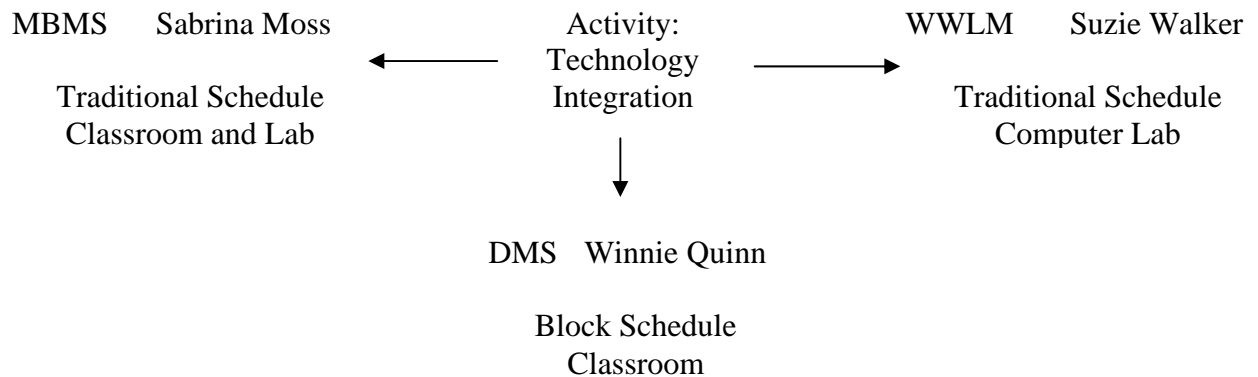 MBMS Sabrina Moss
Traditional Schedule
Classroom and Lab
Activity:
Technology
Integration
WWLM Suzie Walker
Traditional Schedule
Computer Lab
DMS Winnie Quinn
Block Schedule
Classroom